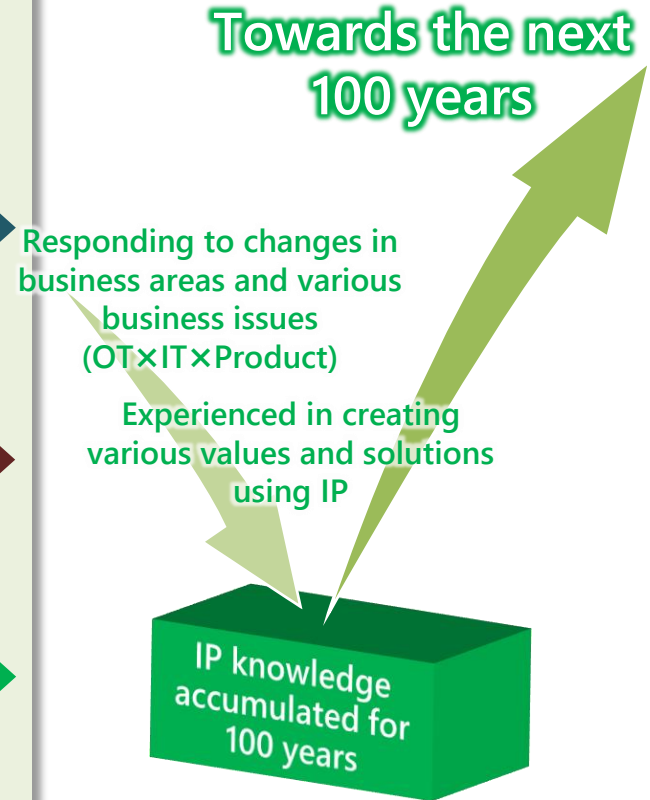 Towards the next
100 years
Responding to changes in
business areas and various
business issues
(OT×IT×Product)
Experienced in creating
various values and solutions
using IP
IP knowledge
accumulated for
100 years